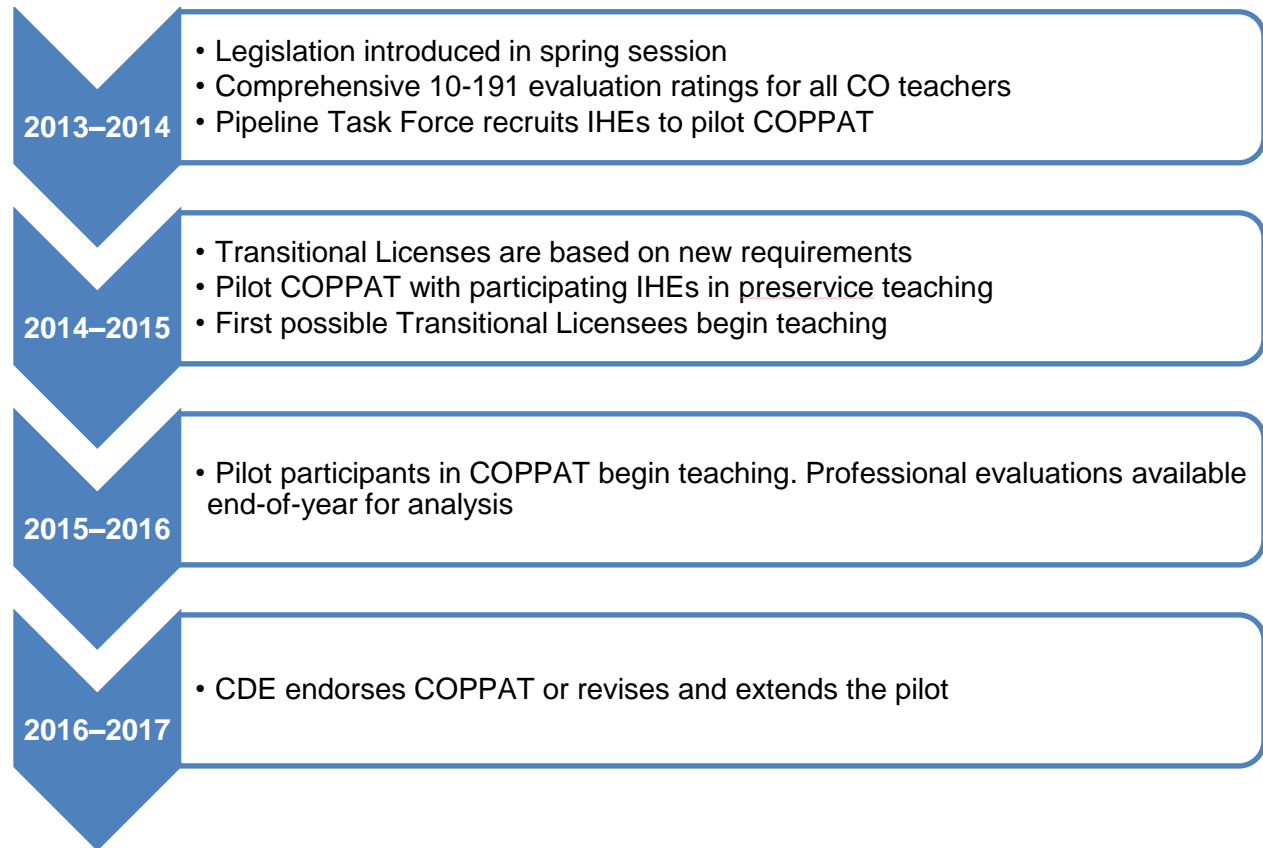 2013–2014
• Legislation introduced in spring session
• Comprehensive 10-191 evaluation ratings for all CO teachers
• Pipeline Task Force recruits IHEs to pilot COPPAT
2014–2015
• Transitional Licenses are based on new requirements
• Pilot COPPAT with participating IHEs in preservice teaching
• First possible Transitional Licensees begin teaching
2015–2016
• Pilot participants in COPPAT begin teaching. Professional evaluations available
end-of-year for analysis
2016–2017
• CDE endorses COPPAT or revises and extends the pilot